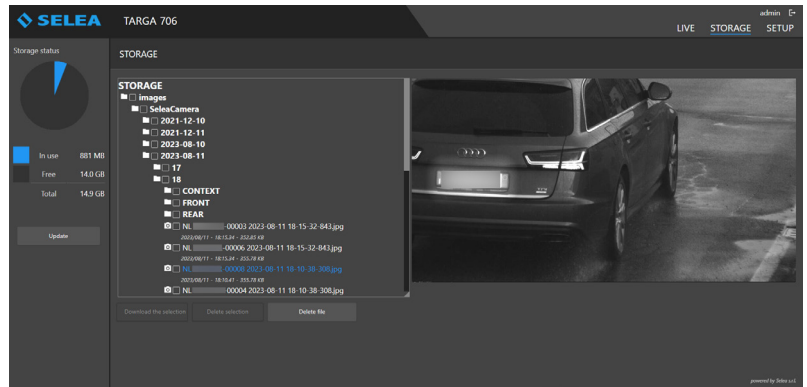 SELEA
TARGA 706
admin
LIVE STORAGE SETUP
Storage status
In use 881 MB
Free 14.0 GB
Total 14.9 GB
Update
STORAGE
STORAGE
images
SeleaCamera
2021-12-10
2021-12-11
2023-08-10
2023-08-11
17
18
CONTEXT
FRONT
REAR
NL -00003 2023-08-11 18-15-32-843.jpg
2023/08/11 - 18:15.34 - 352.85 KB
NL -00006 2023-08-11 18-15-32-843.jpg
2023/08/11 - 18:15.34 - 355.78 KB
NL -00008 2023-08-11 18-10-38-308.jpg
2023/08/11 - 18:10.41 - 355.78 KB
NL 00004 2023-08-11 18-10-38-308.jpg
Download the selection Delete selection Delete file
powered by Selea s.r.l.